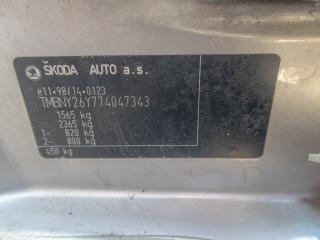 ŠKODA AUTO a.s.
e11*98/14*0123
TMBNY26Y774047343
1565 kg
2365 kg
1- 820 kg
2- 800 kg
450 kg